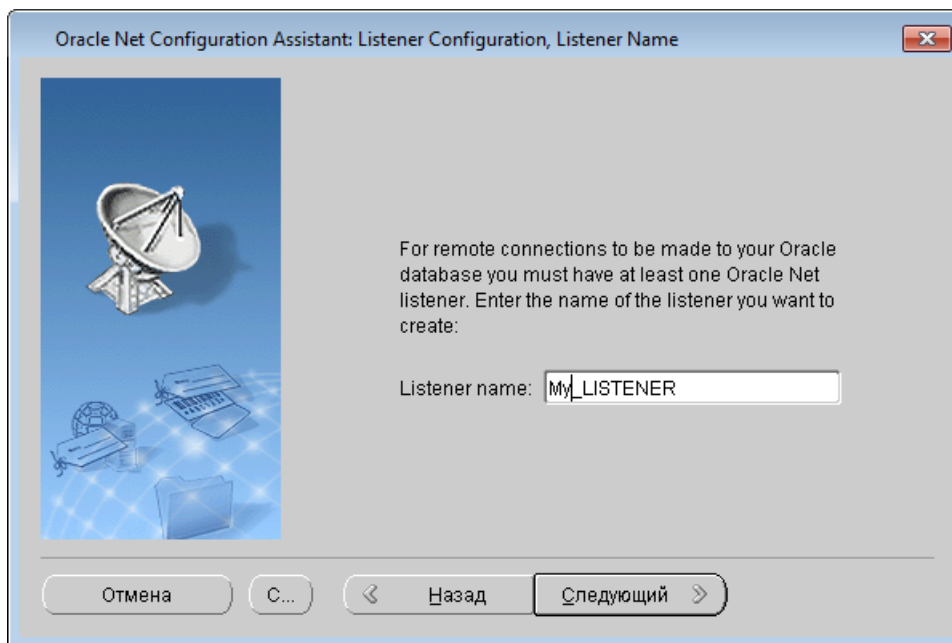 Oracle Net Configuration Assistant: Listener Configuration, Listener Name
For remote connections to be made to your Oracle
database you must have at least one Oracle Net
listener. Enter the name of the listener you want to
create:
Listener name: My_LISTENER
Отмена С... Назад Следующий